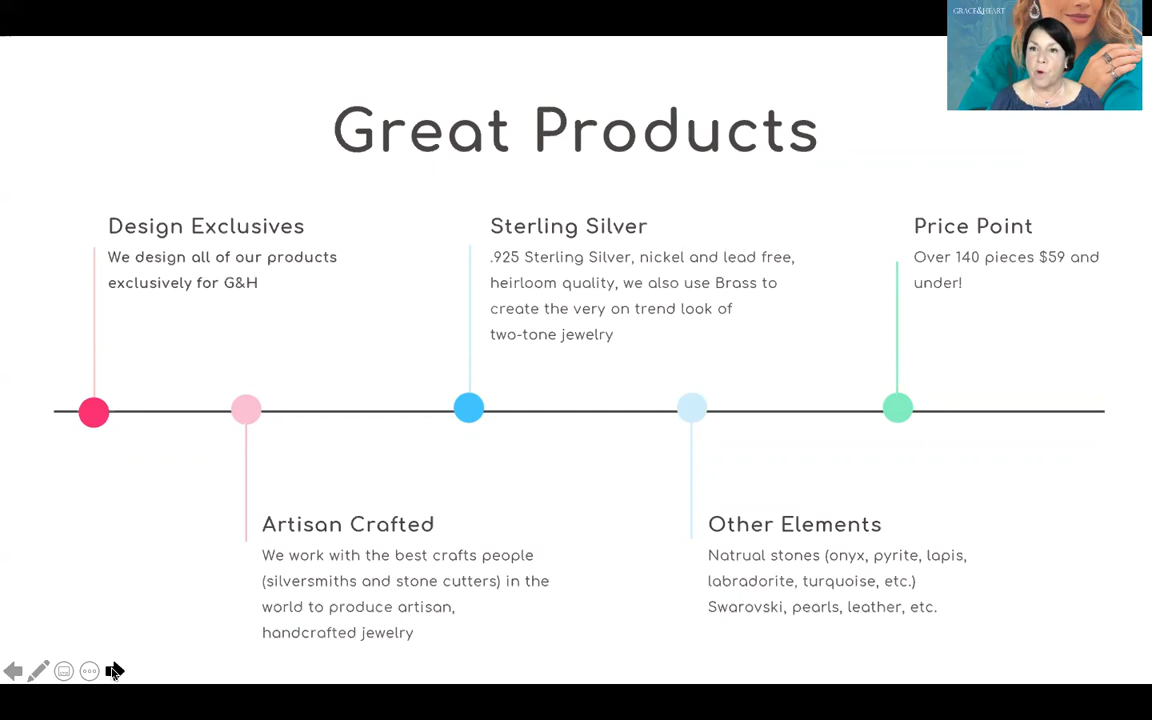 GRACE&HEART
Great Products
Design Exclusives
We design all of our products
exclusively for G&H
Sterling Silver
.925 Sterling Silver, nickel and lead free,
heirloom quality, we also use Brass to
create the very on trend look of
two-tone jewelry
Price Point
Over 140 pieces $59 and
under!
Artisan Crafted
We work with the best crafts people
(silversmiths and stone cutters) in the
world to produce artisan,
handcrafted jewelry
Other Elements
Natrual stones (onyx, pyrite, lapis,
labradorite, turquoise, etc.)
Swarovski, pearls, leather, etc.